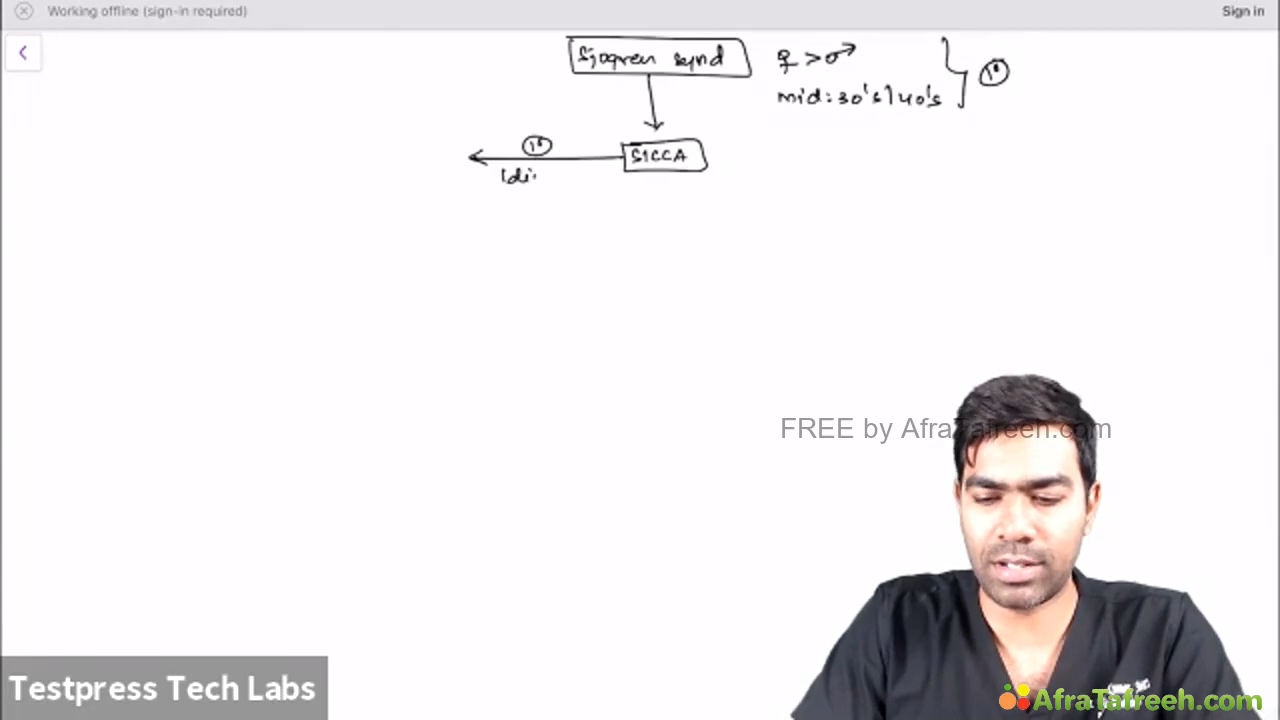 Working offline (sign-in required)
Sign in
Sjogren synd
♀ > ♂
mid: 30's / 40's
1°
1°
SICCA
Idi:
FREE by AfraTafreeh.com
Testpress Tech Labs
AfraTafreeh.com